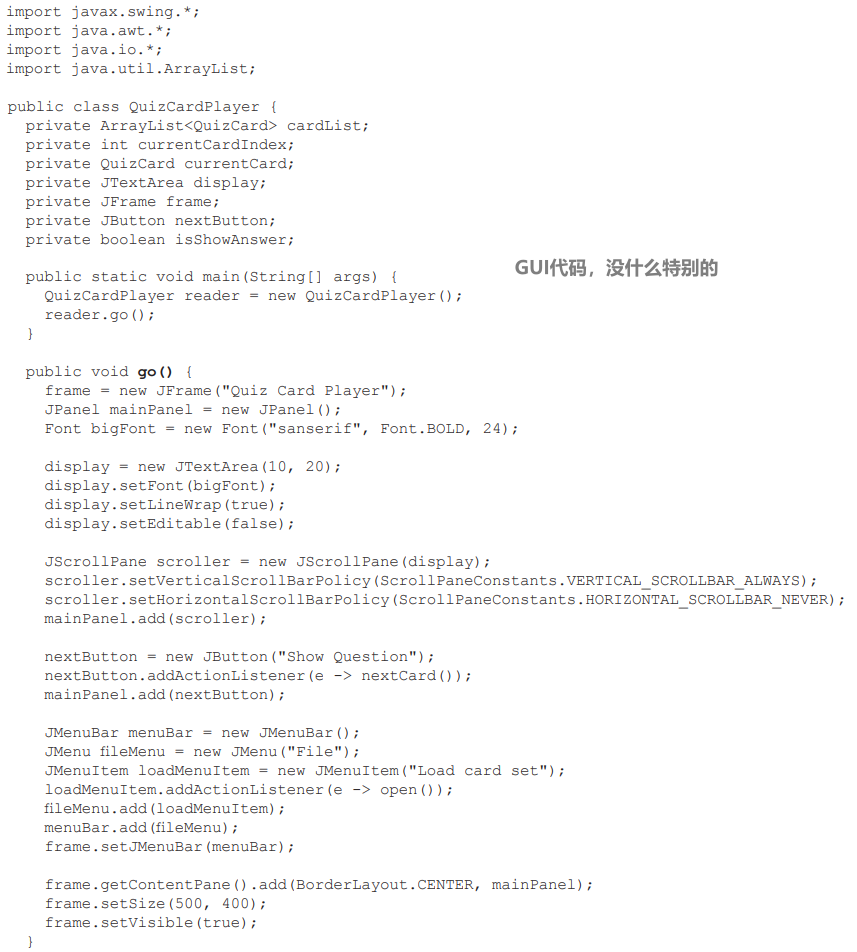 import javax.swing.*;
import java.awt.*;
import java.io.*;
import java.util.ArrayList;
public class QuizCardPlayer {
private ArrayList<QuizCard> cardList;
private int currentCardIndex;
private QuizCard currentCard;
private JTextArea display;
private JFrame frame;
private JButton nextButton;
private boolean isShowAnswer;
GUI代码，没什么特别的
public static void main(String[] args) {
QuizCardPlayer reader = new QuizCardPlayer();
reader.go();
}
public void go() {
frame = new JFrame("Quiz Card Player");
JPanel mainPanel = new JPanel();
Font bigFont = new Font("sanserif", Font.BOLD, 24);
display = new JTextArea(10, 20);
display.setFont(bigFont);
display.setLineWrap(true);
display.setEditable(false);
JScrollPane scroller = new JScrollPane(display);
scroller.setVerticalScrollBarPolicy(ScrollPaneConstants.VERTICAL_SCROLLBAR_ALWAYS);
scroller.setHorizontalScrollBarPolicy(ScrollPaneConstants.HORIZONTAL_SCROLLBAR_NEVER);
mainPanel.add(scroller);
nextButton = new JButton("Show Question");
nextButton.addActionListener(e -> nextCard());
mainPanel.add(nextButton);
JMenuBar menuBar = new JMenuBar();
JMenu fileMenu = new JMenu("File");
JMenuItem loadMenuItem = new JMenuItem("Load card set");
loadMenuItem.addActionListener(e -> open());
fileMenu.add(loadMenuItem);
menuBar.add(fileMenu);
frame.setJMenuBar(menuBar);
frame.getContentPane().add(BorderLayout.CENTER, mainPanel);
frame.setSize(500, 400);
frame.setVisible(true);
}